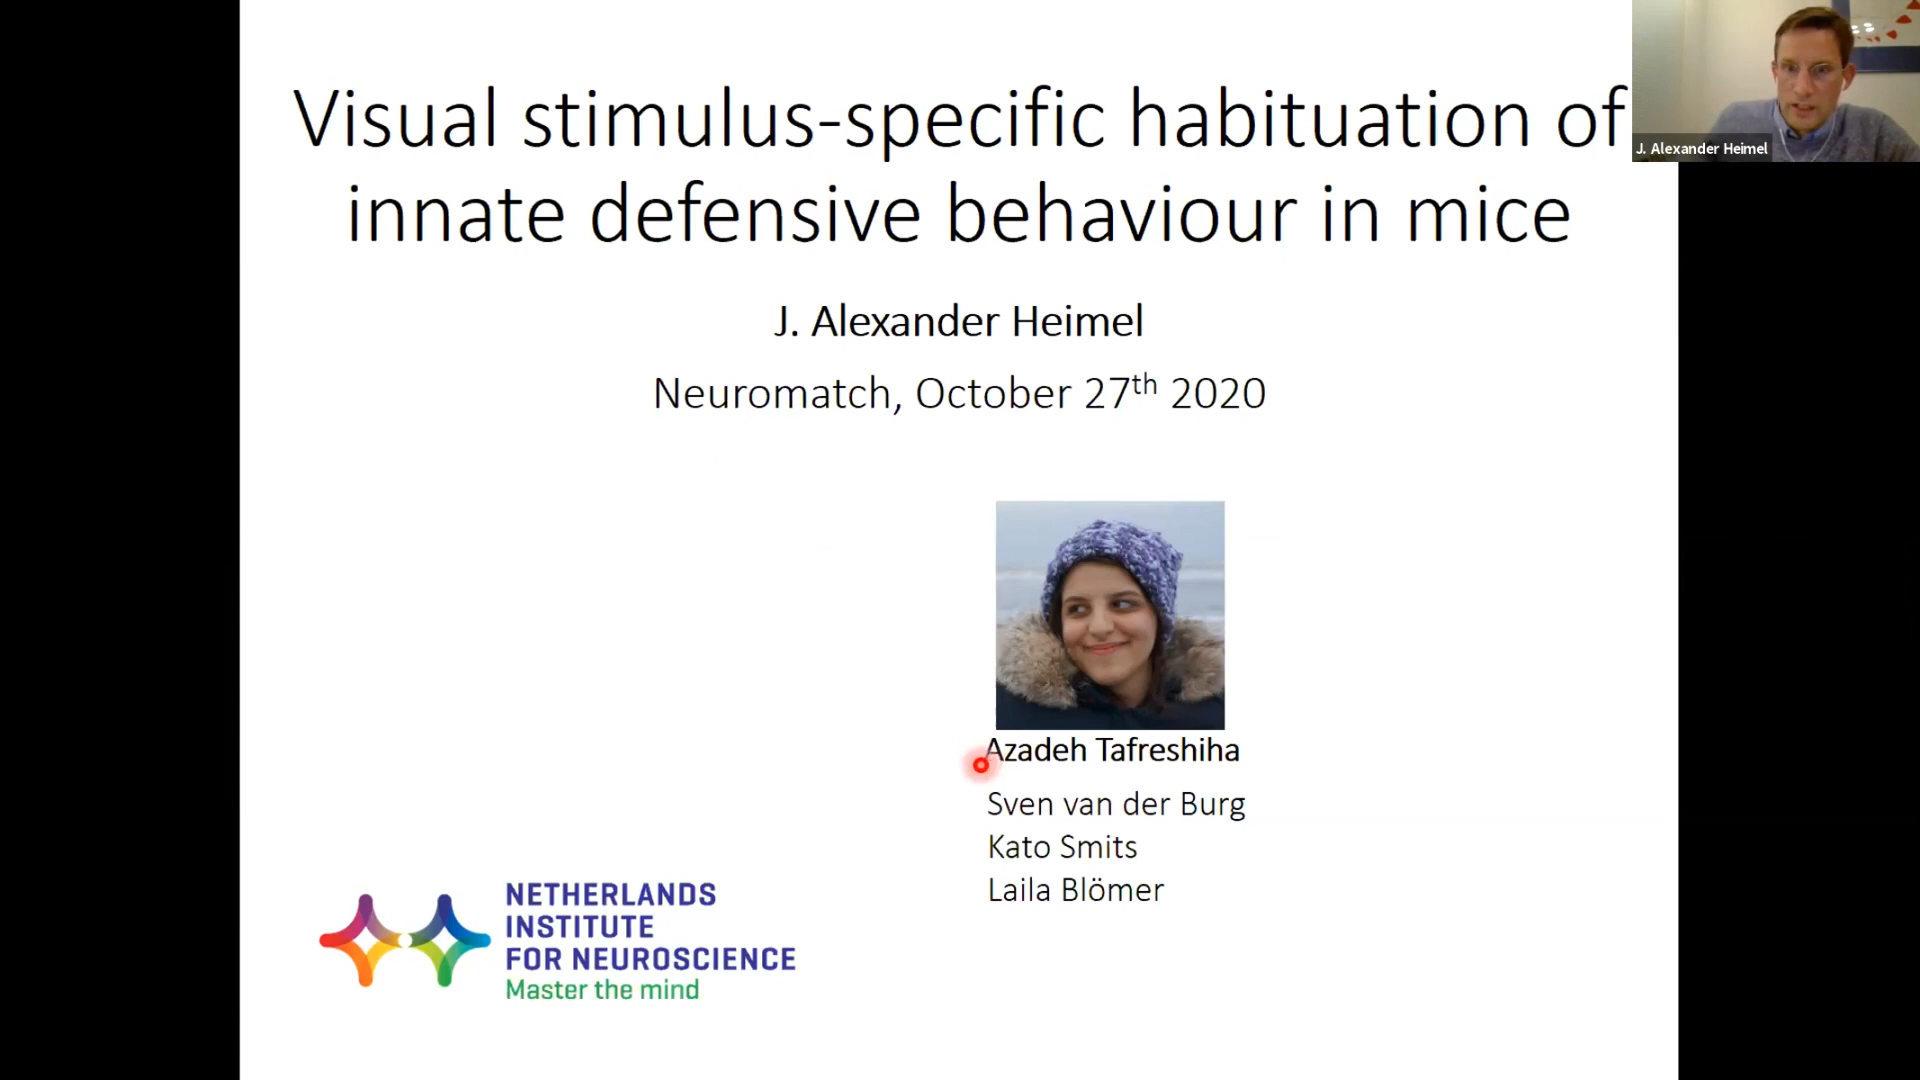 Visual stimulus-specific habituation of
innate defensive behaviour in mice
J. Alexander Heimel
J. Alexander Heimel
Neuromatch, October 27th 2020
Azadeh Tafreshiha
Sven van der Burg
Kato Smits
Laila Blömer
NETHERLANDS
INSTITUTE
FOR NEUROSCIENCE
Master the mind